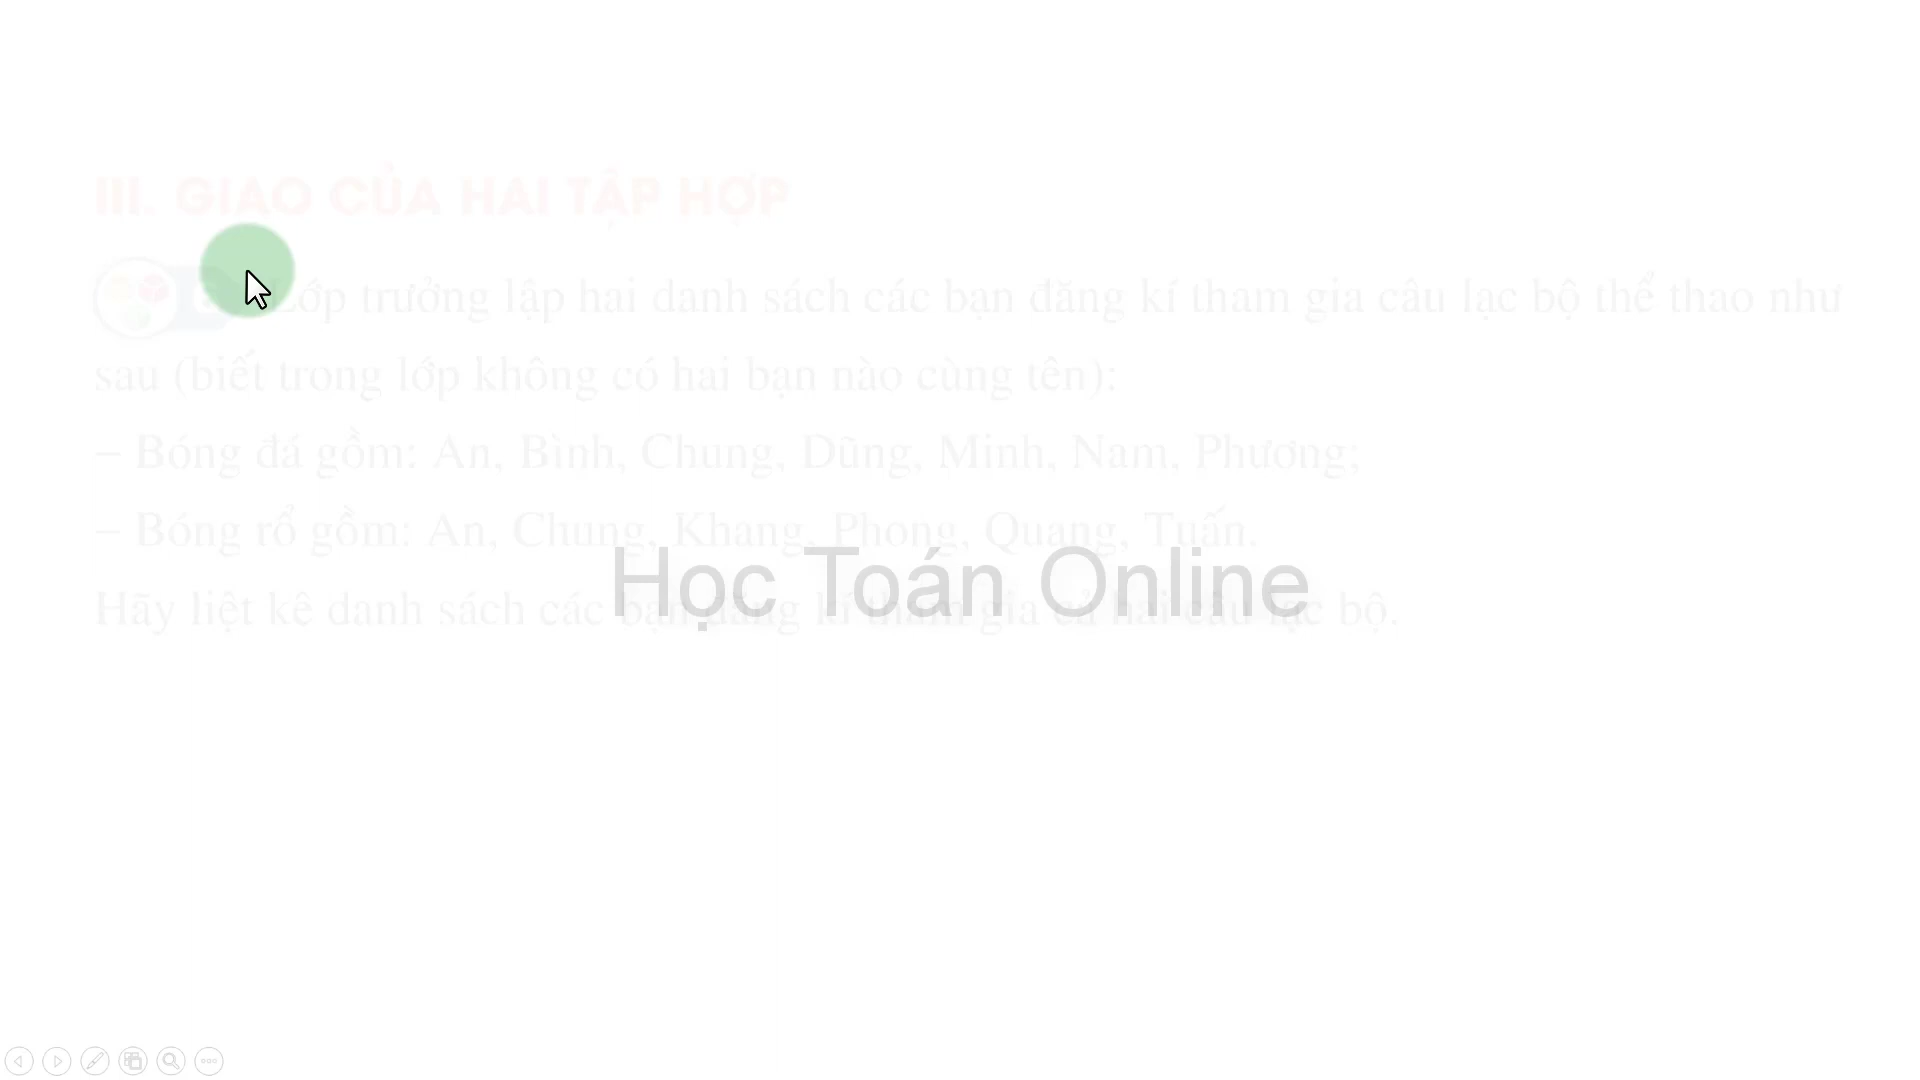 III. GIAO CỦA HAI TẬP HỢP
Lớp trưởng lập hai danh sách các bạn đăng kí tham gia câu lạc bộ thể thao như
sau (biết trong lớp không có hai bạn nào cùng tên):
– Bóng đá gồm: An, Bình, Chung, Dũng, Minh, Nam, Phương;
– Bóng rổ gồm: An, Chung, Khang, Phong, Quang, Tuấn.
Học Toán Online
Hãy liệt kê danh sách các bạn đăng kí tham gia cả hai câu lạc bộ.